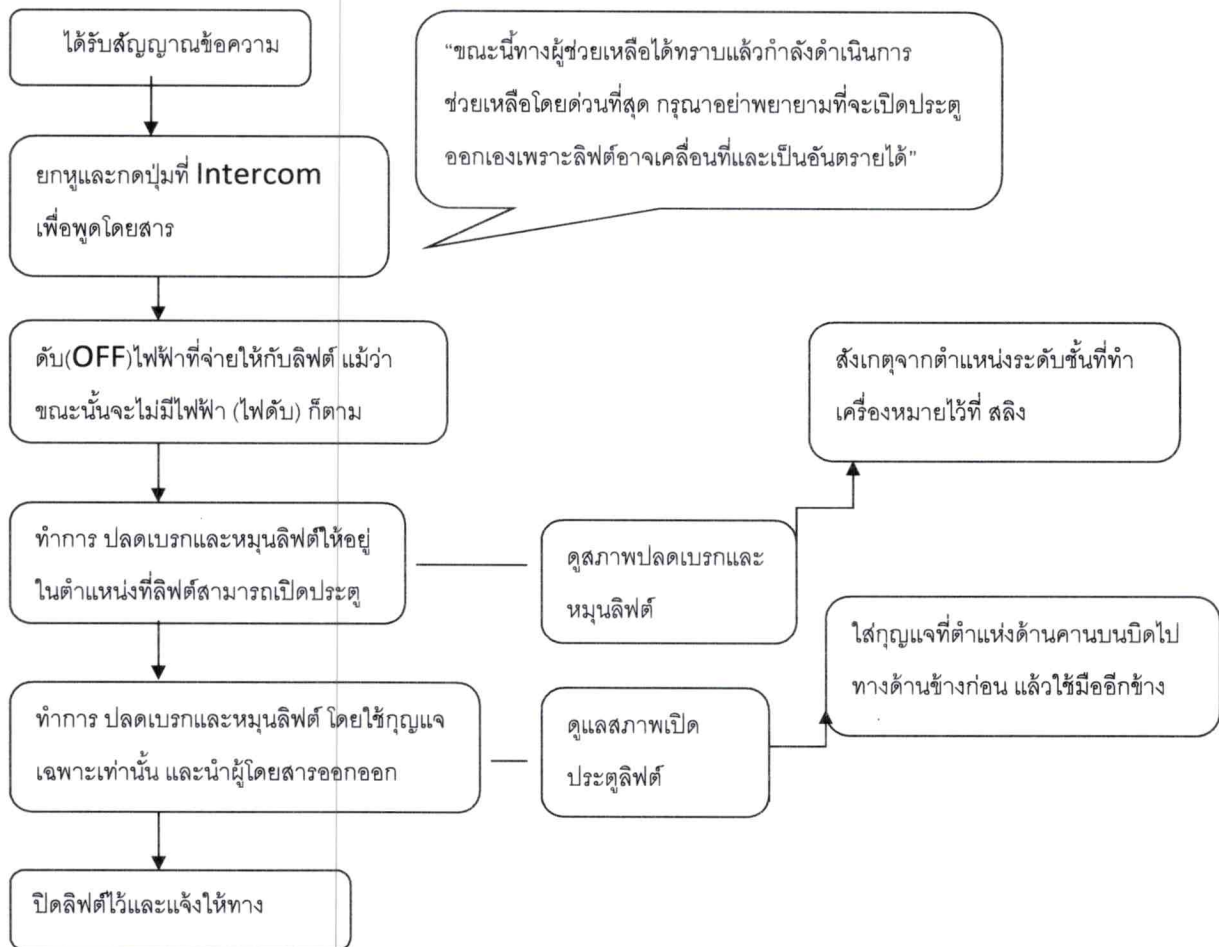 ได้รับสัญญาณข้อความ
“ขณะนี้ทางผู้ช่วยเหลือได้ทราบแล้วกำลังดำเนินการ
ช่วยเหลือโดยด่วนที่สุด กรุณาอย่าพยายามที่จะเปิดประตู
ออกเองเพราะลิฟต์อาจเคลื่อนที่และเป็นอันตรายได้”
ยกหูและกดปุ่มที่ Intercom
เพื่อพูดโดยสาร
ดับ(OFF)ไฟฟ้าที่จ่ายให้กับลิฟต์ แม้ว่า
ขณะนั้นจะไม่มีไฟฟ้า (ไฟดับ) ก็ตาม
สังเกตุจากตำแหน่งระดับชั้นที่ทำ
เครื่องหมายไว้ที่ สลิง
ทำการ ปลดเบรกและหมุนลิฟต์ให้อยู่
ในตำแหน่งที่ลิฟต์สามารถเปิดประตู
ดูสภาพปลดเบรกและ
หมุนลิฟต์
ใส่กุญแจที่ตำแห่งด้านคานบนบิดไป
ทางด้านข้างก่อน แล้วใช้มืออีกข้าง
ทำการ ปลดเบรกและหมุนลิฟต์ โดยใช้กุญแจ
เฉพาะเท่านั้น และนำผู้โดยสารออกออก
ดูแลสภาพเปิด
ประตูลิฟต์
ปิดลิฟต์ไว้และแจ้งให้ทาง